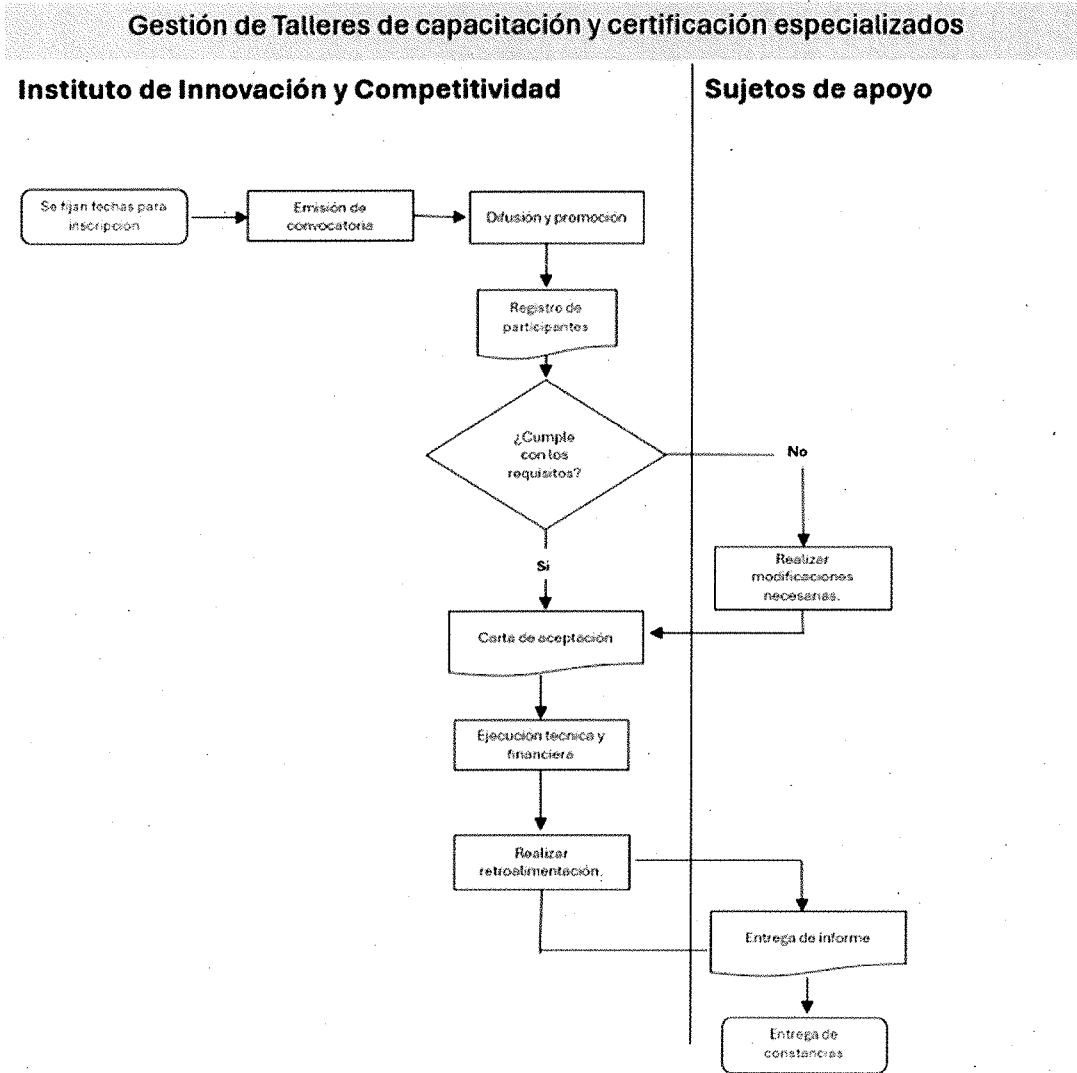 Gestión de Talleres de capacitación y certificación especializados
Instituto de Innovación y Competitividad
Sujetos de apoyo
Se fijan fechas para
inscripción
Emisión de
convocatoria
Difusión y promoción
Registro de
participantes
¿Cumple
con los
requisitos?
No
Si
Realizar
modificaciones
necesarias.
Carta de aceptación
Ejecución técnica y
financiera
Realizar
retroalimentación.
Entrega de informe
Entrega de
constancias